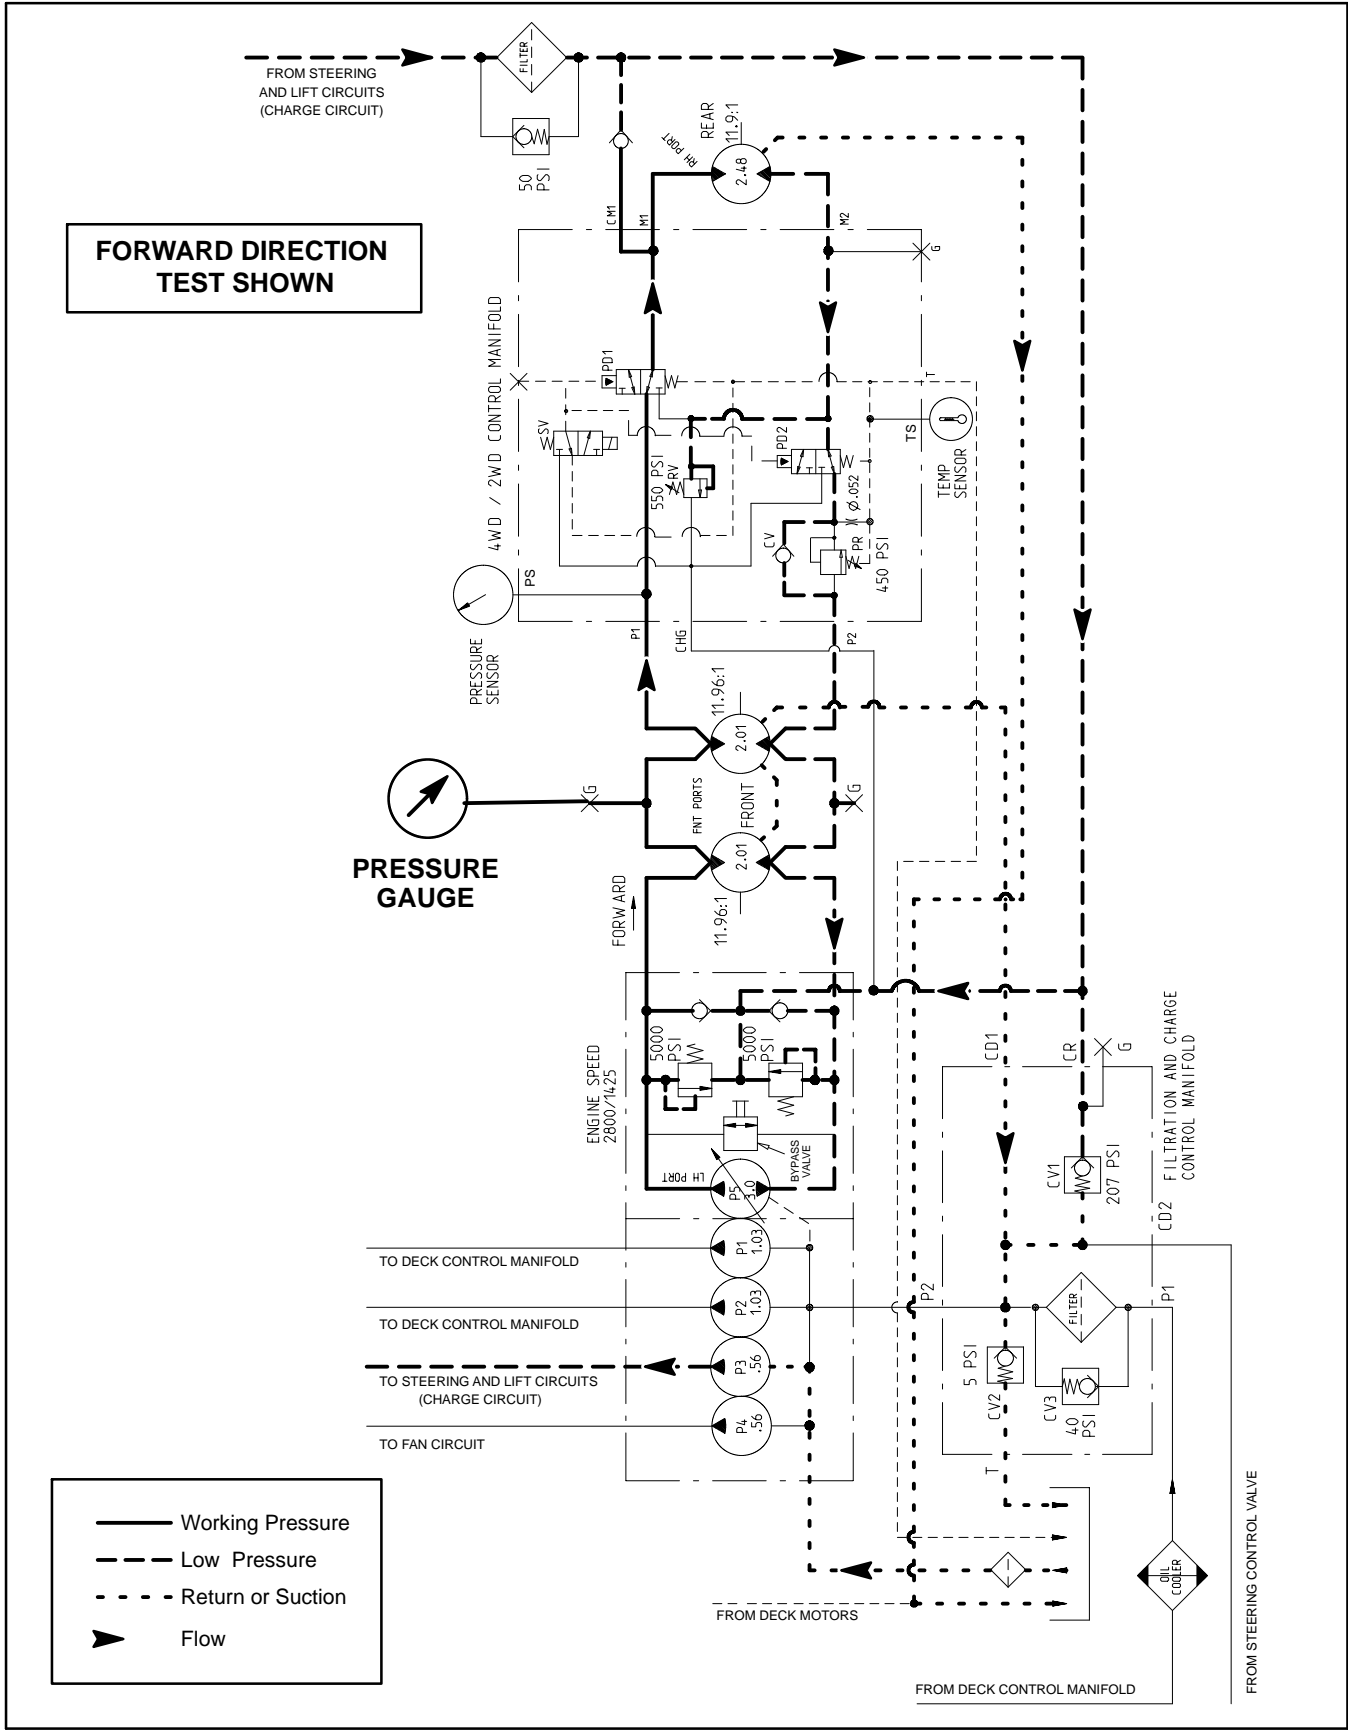 FROM STEERING
AND LIFT CIRCUITS
(CHARGE CIRCUIT)
FILTER
50
PSI
REAR
11.9:1
RH PORT
2.48
CM1
M1
M2
G
FORWARD DIRECTION
TEST SHOWN
4WD / 2WD CONTROL MANIFOLD
PD1
SV
T
TS
TEMP
SENSOR
PD2
550 PSI
RV
Ø.052
CV
PR
450 PSI
PS
PRESSURE
SENSOR
P1
CHG
P2
11.96:1
2.01
G
FNT PORTS
FRONT
G
PRESSURE
GAUGE
2.01
11.96:1
FORWARD
ENGINE SPEED
2800/1425
5000
PSI
5000
PSI
BYPASS
VALVE
LH PORT
P5
3.0
CD1
CR
G
FILTRATION AND CHARGE
CONTROL MANIFOLD
CV1
207 PSI
CD2
P1
1.03
TO DECK CONTROL MANIFOLD
P2
1.03
TO DECK CONTROL MANIFOLD
P2
FILTER
P1
P3
.56
TO STEERING AND LIFT CIRCUITS
(CHARGE CIRCUIT)
5 PSI
CV2
CV3
40
PSI
P4
.56
TO FAN CIRCUIT
T
Working Pressure
Low Pressure
Return or Suction
Flow
OIL
COOLER
FROM DECK MOTORS
FROM DECK CONTROL MANIFOLD
FROM STEERING CONTROL VALVE